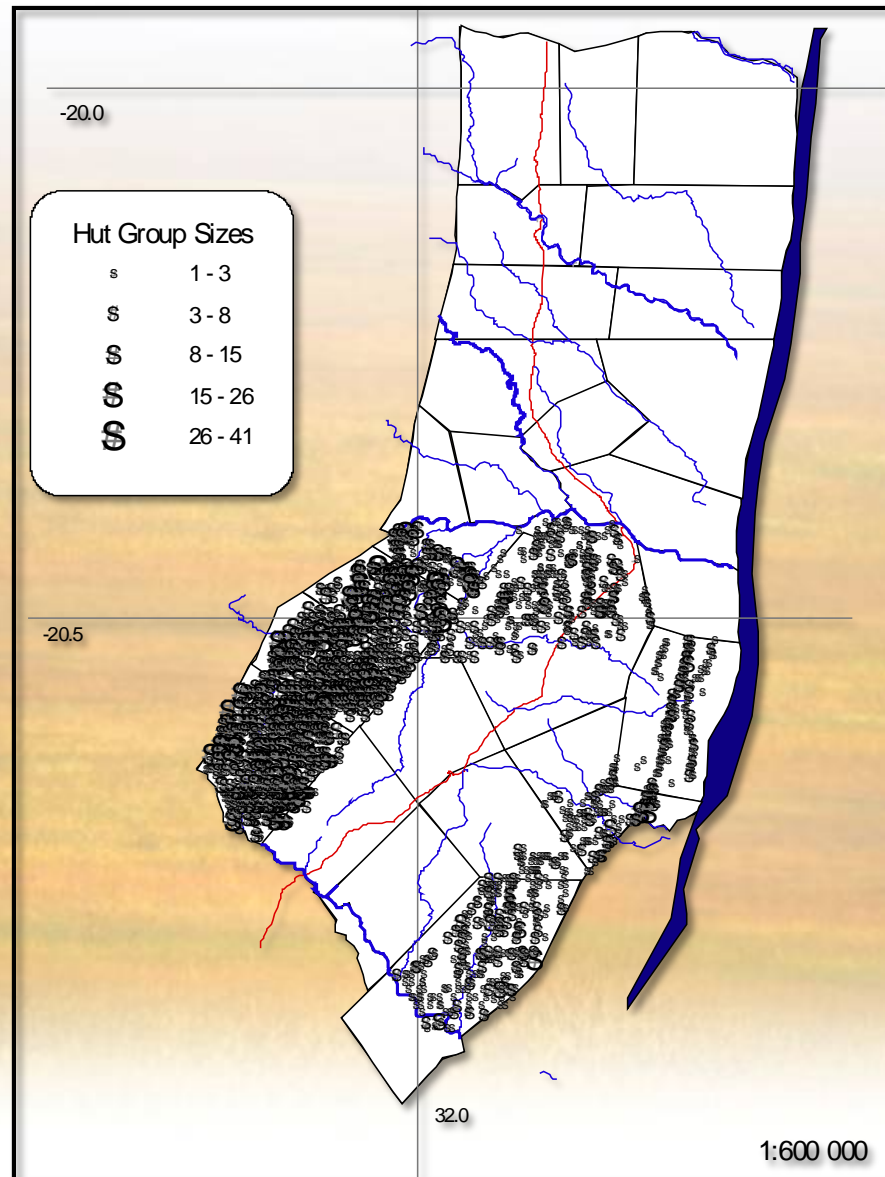 -20.0
Hut Group Sizes
s 1 - 3
s 3 - 8
s 8 - 15
s 15 - 26
s 26 - 41
-20.5
32.0
1:600 000